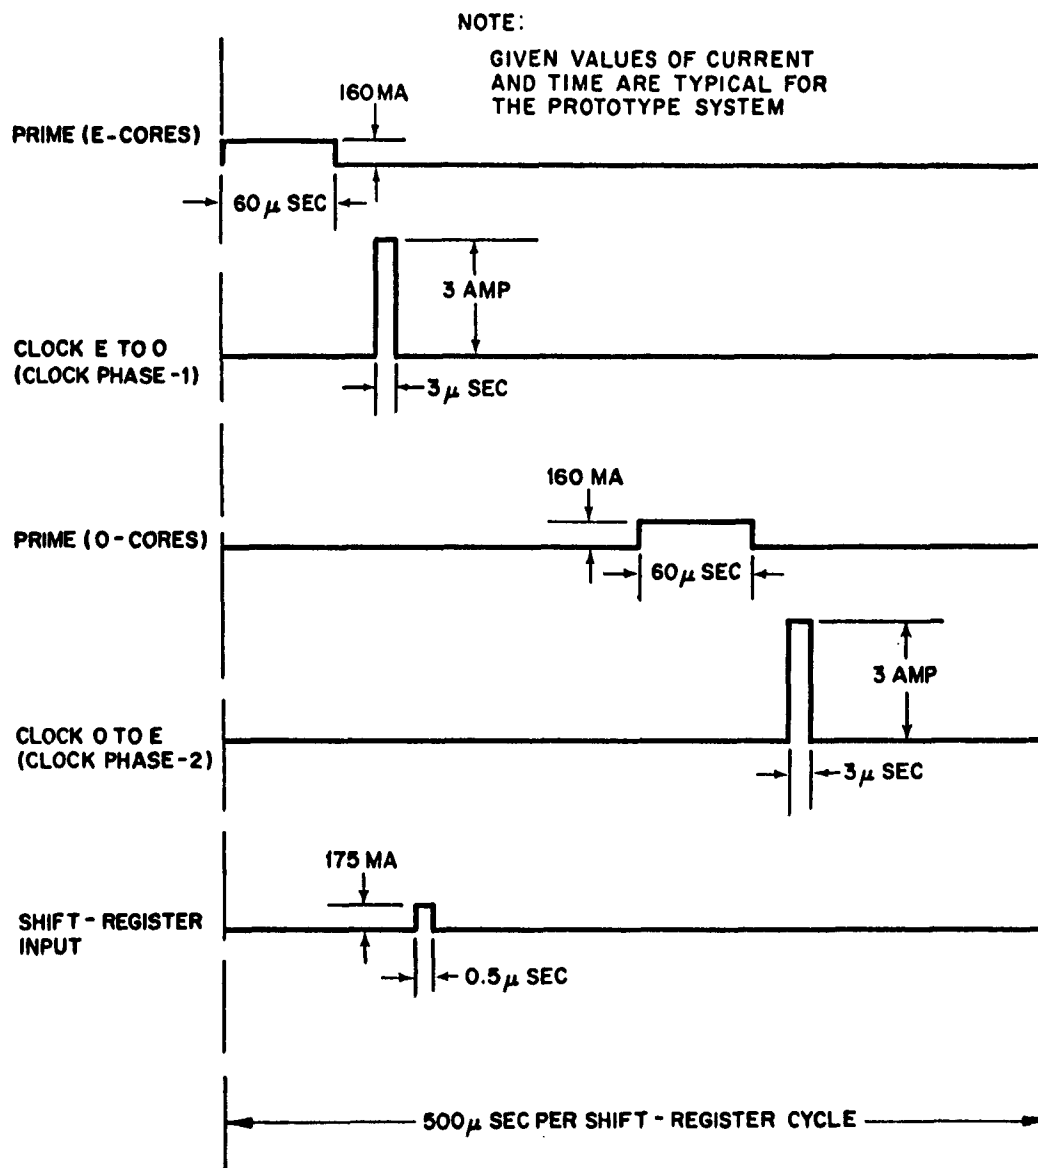 NOTE:
GIVEN VALUES OF CURRENT
AND TIME ARE TYPICAL FOR
THE PROTOTYPE SYSTEM
160 MA
PRIME (E-CORES)
60 μ SEC
3 AMP
CLOCK E TO O
(CLOCK PHASE-1)
3 μ SEC
160 MA
PRIME (O-CORES)
60 μ SEC
3 AMP
CLOCK O TO E
(CLOCK PHASE-2)
3 μ SEC
175 MA
SHIFT-REGISTER
INPUT
0.5 μ SEC
500 μ SEC PER SHIFT-REGISTER CYCLE